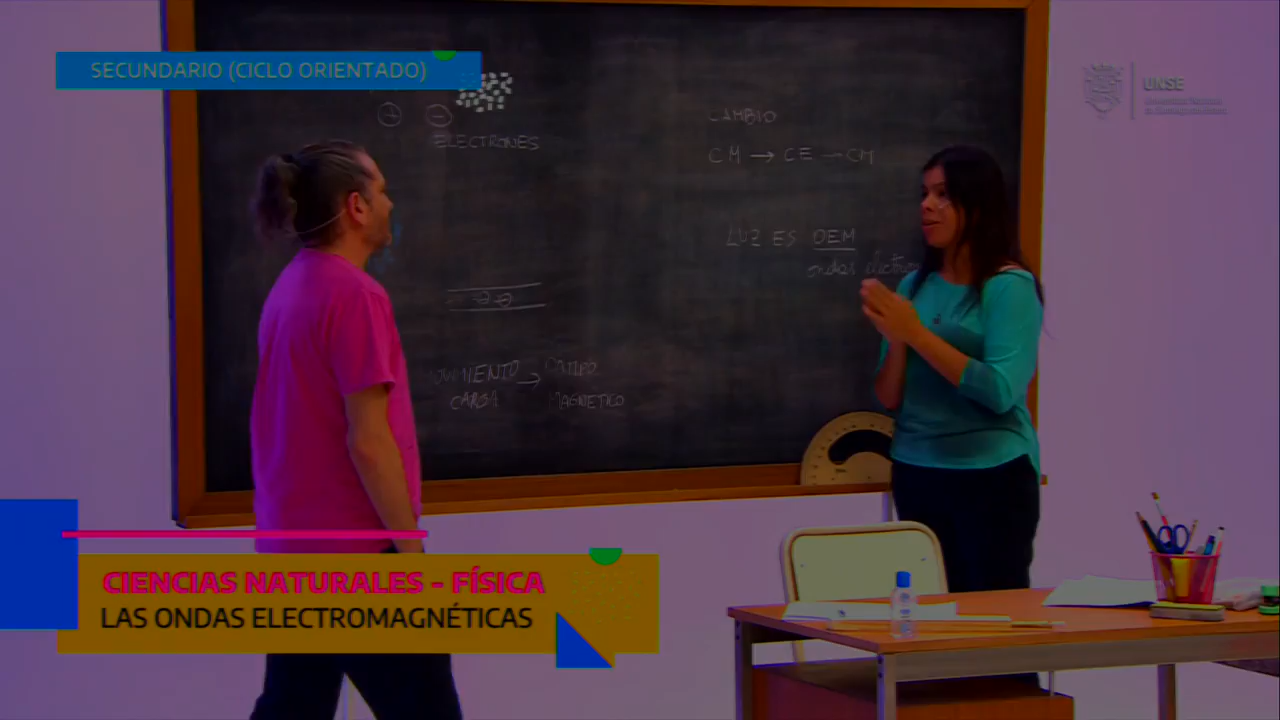 SECUNDARIO (CICLO ORIENTADO)
UNSE
+ -
ELECTRONES
CAMBIO
CM → CE → CM
LUZ ES OEM
ondas
MOVIMIENTO → CAMPO
CARGA MAGNETICO
CIENCIAS NATURALES - FÍSICA
LAS ONDAS ELECTROMAGNÉTICAS